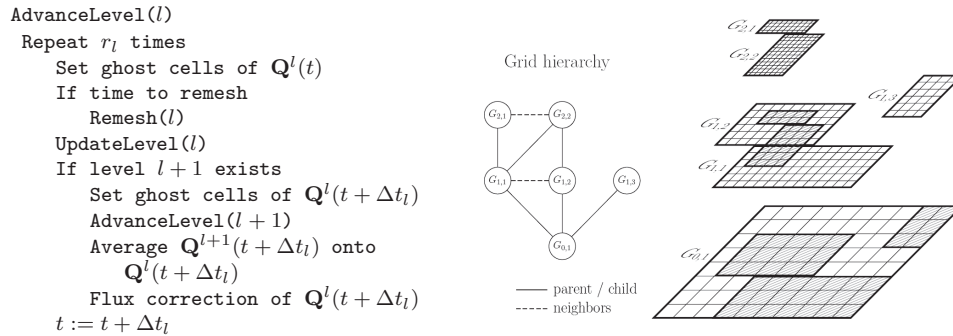 AdvanceLevel(l)
Repeat r_l times
Set ghost cells of Q^l(t)
If time to remesh
Remesh(l)
UpdateLevel(l)
If level l + 1 exists
Set ghost cells of Q^l(t + Δt_l)
AdvanceLevel(l + 1)
Average Q^{l+1}(t + Δt_l) onto
Q^l(t + Δt_l)
Flux correction of Q^l(t + Δt_l)
t := t + Δt_l
Grid hierarchy
G_{2,1} G_{2,2}
G_{1,1} G_{1,2} G_{1,3}
G_{0,1}
parent / child
neighbors
G_{2,1}
G_{2,2}
G_{1,3}
G_{1,2}
G_{1,1}
G_{0,1}